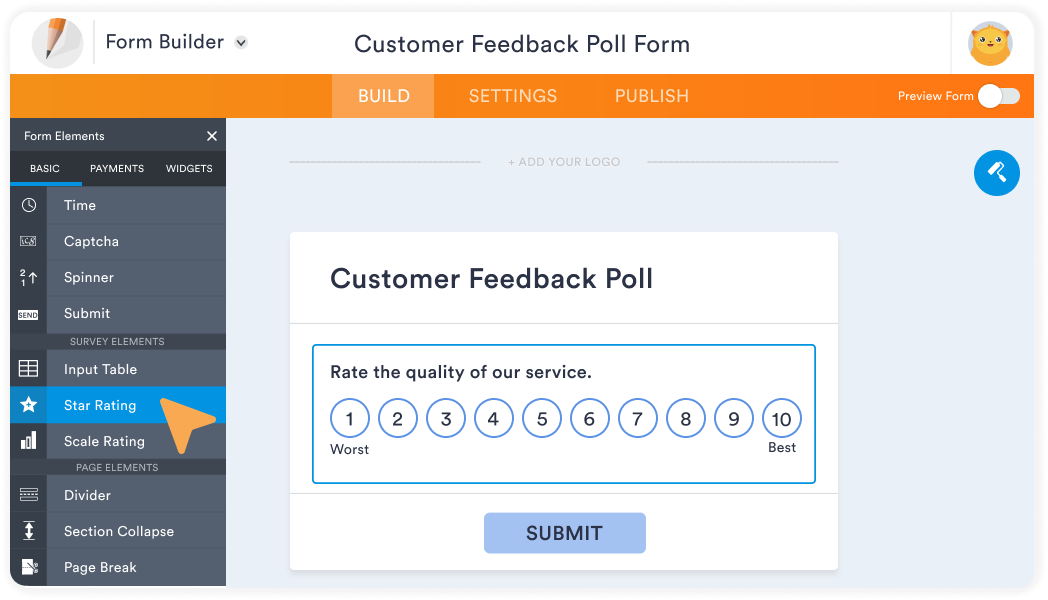 Form Builder
Customer Feedback Poll Form
BUILD
SETTINGS
PUBLISH
Preview Form
Form Elements
BASIC
PAYMENTS
WIDGETS
Time
Captcha
2
1
Spinner
SEND
Submit
SURVEY ELEMENTS
Input Table
Star Rating
Scale Rating
PAGE ELEMENTS
Divider
Section Collapse
Page Break
+ ADD YOUR LOGO
Customer Feedback Poll
Rate the quality of our service.
1 2 3 4 5 6 7 8 9 10
Worst
Best
SUBMIT